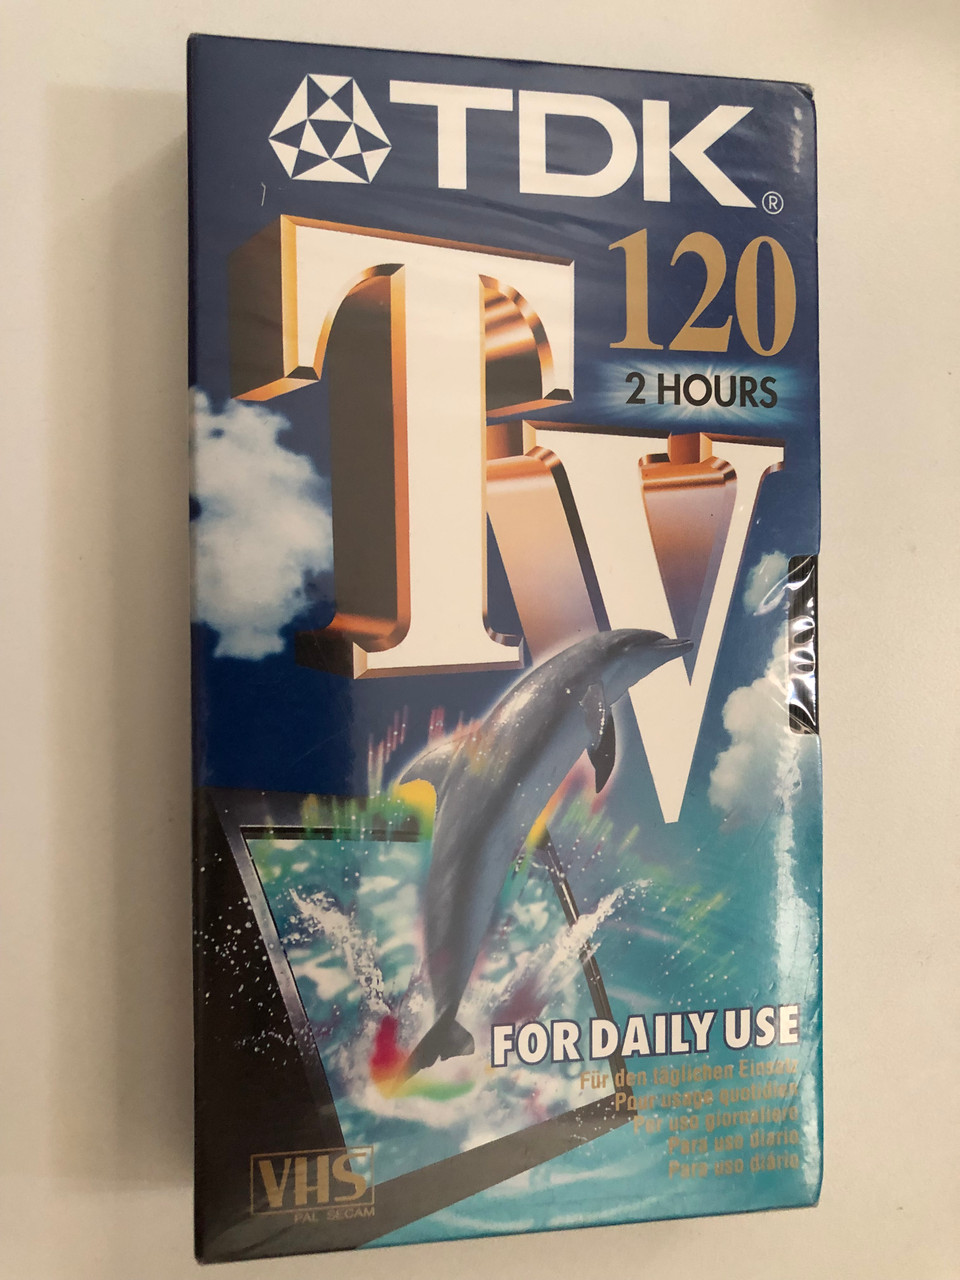 TDK®
TV
120
2 HOURS
FOR DAILY USE
Für den täglichen Einsatz
Pour usage quotidien
Per uso giornaliero
Para uso diario
Para uso diário
VHS
PAL SECAM